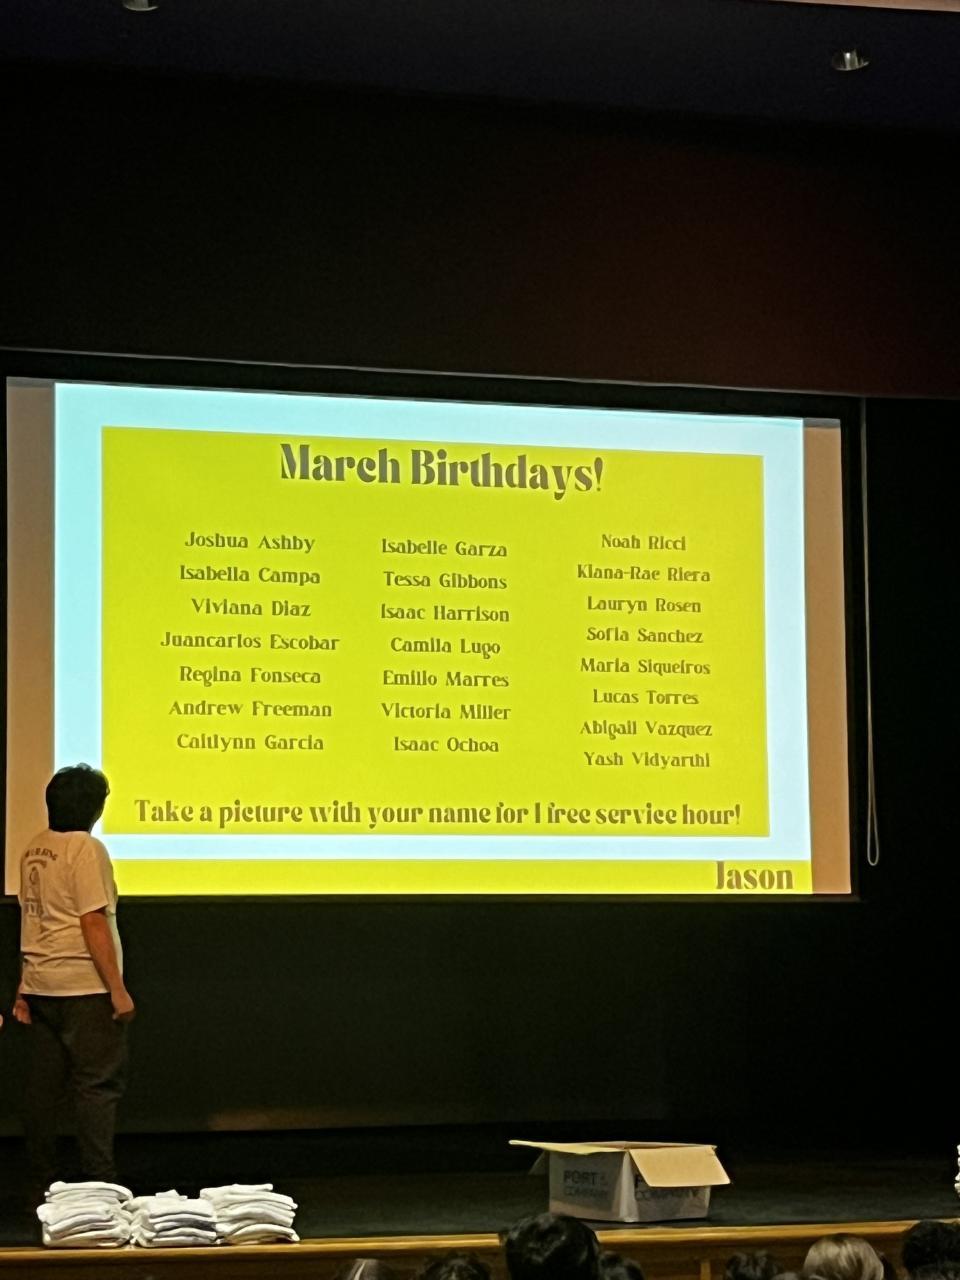 March Birthdays!
Joshua Ashby
Isabella Campa
Viviana Diaz
Juancarlos Escobar
Regina Fonseca
Andrew Freeman
Caitlynn Garcia
Isabelle Garza
Tessa Gibbons
Isaac Harrison
Camila Lugo
Emilio Marres
Victoria Miller
Isaac Ochoa
Noah Ricci
Kiana-Rae Riera
Lauryn Rosen
Sofia Sanchez
Maria Siqueiros
Lucas Torres
Abigail Vazquez
Yash Vidyarthi
Take a picture with your name for 1 free service hour!
Jason
PORT &
COMPANY
COMPANY